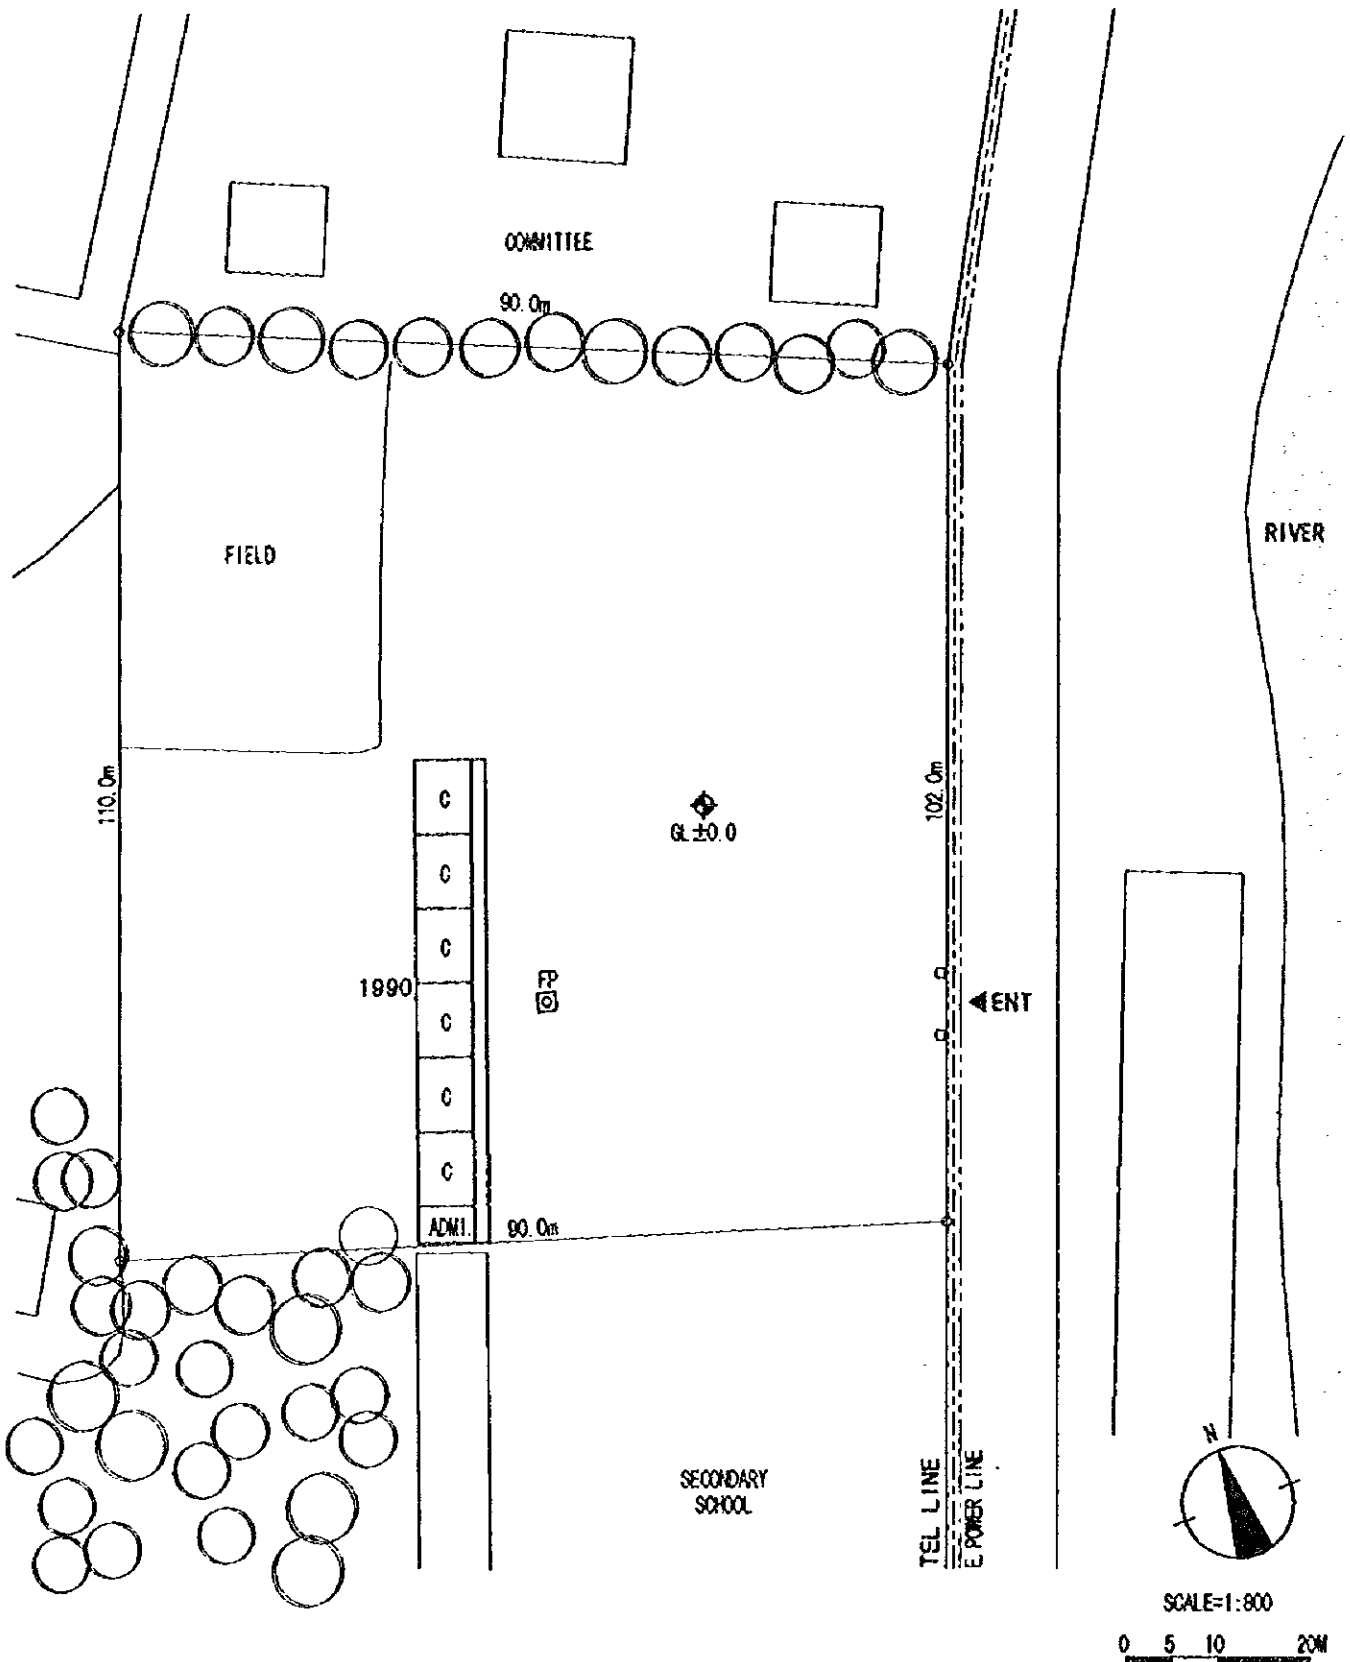 COMMITTEE
90.0m
RIVER
FIELD
110.0m
102.0m
C
GL±0.0
C
C
1990
FP
C
ENT
C
C
ADMI.
90.0m
N
SECONDARY
SCHOOL
TEL LINE
E.POWER LINE
SCALE=1:800
0 5 10 20M